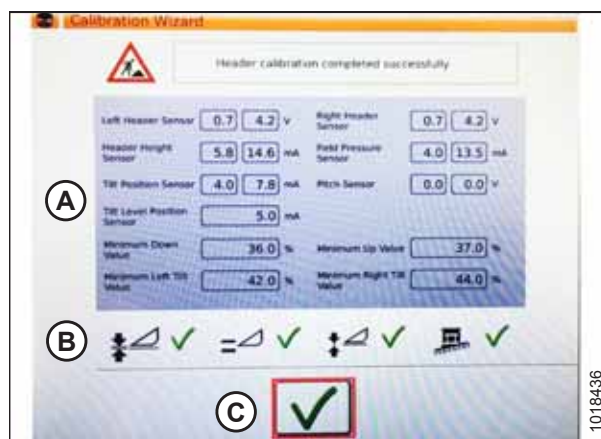 Calibration Wizard
Header calibration completed successfully
Left Header Sensor 0.7 4.2 V Right Header Sensor 0.7 4.2 V
Header Height Sensor 5.8 14.6 mA Field Pressure Sensor 4.0 13.5 mA
Tilt Position Sensor 4.0 7.8 mA Pitch Sensor 0.0 0.0 V
Tilt Level Position Sensor 5.0 mA
Minimum Down Value 36.0 % Minimum Up Value 37.0 %
Minimum Left Tilt Value 42.0 % Minimum Right Tilt Value 44.0 %
A
B
C
1018436